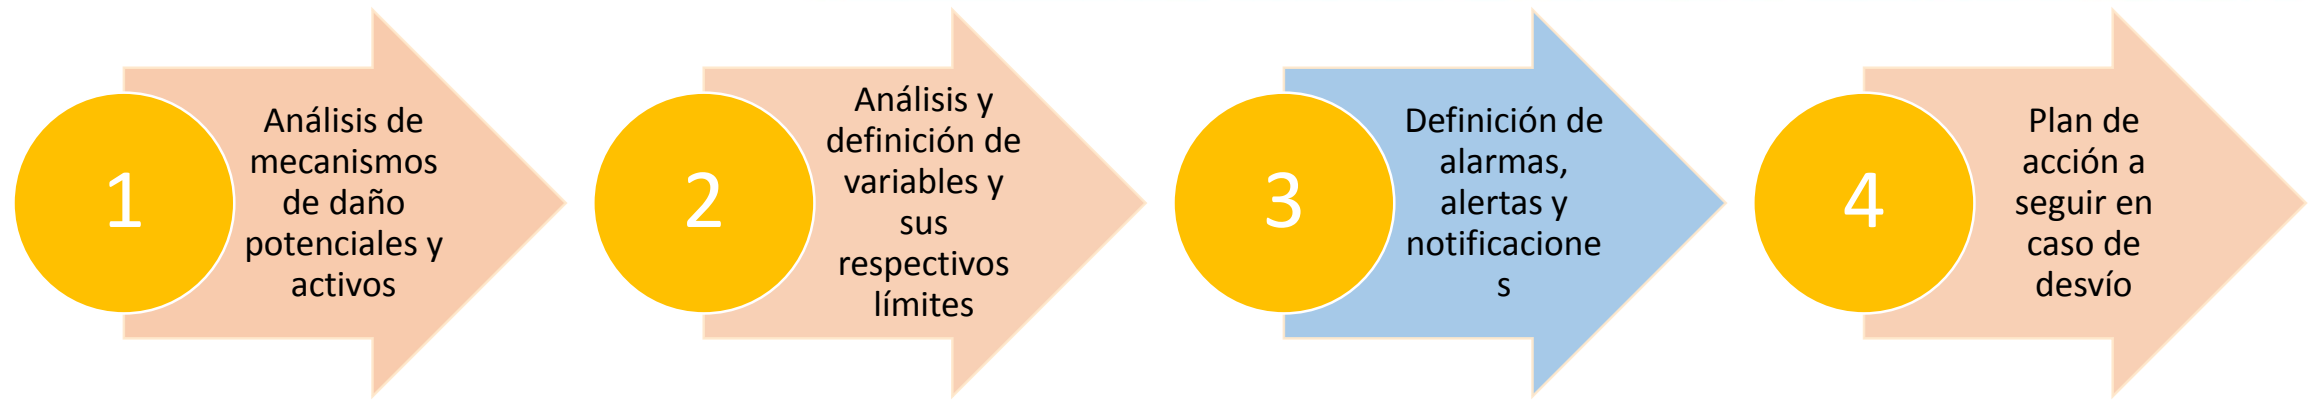 1
Análisis de
mecanismos
de daño
potenciales y
activos
2
Análisis y
definición de
variables y
sus
respectivos
límites
3
Definición de
alarmas,
alertas y
notificacione
s
4
Plan de
acción a
seguir en
caso de
desvío